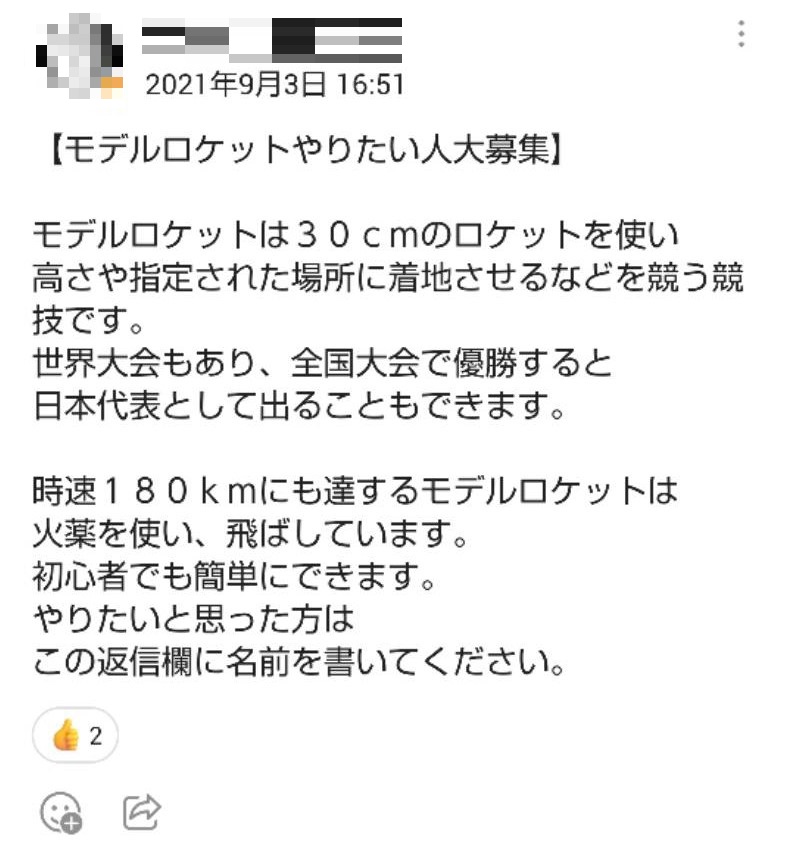 2021年9月3日 16:51
【モデルロケットやりたい人大募集】
モデルロケットは３０ｃｍのロケットを使い
高さや指定された場所に着地させるなどを競う競
技です。
世界大会もあり、全国大会で優勝すると
日本代表として出ることもできます。
時速１８０ｋｍにも達するモデルロケットは
火薬を使い、飛ばしています。
初心者でも簡単にできます。
やりたいと思った方は
この返信欄に名前を書いてください。
👍 2